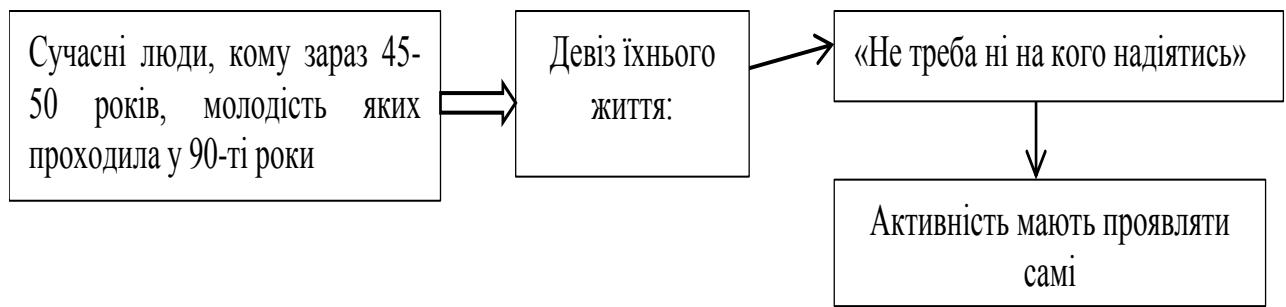 Сучасні люди, кому зараз 45-
50 років, молодість яких
проходила у 90-ті роки
Девіз їхнього
життя:
«Не треба ні на кого надіятись»
Активність мають проявляти
самі